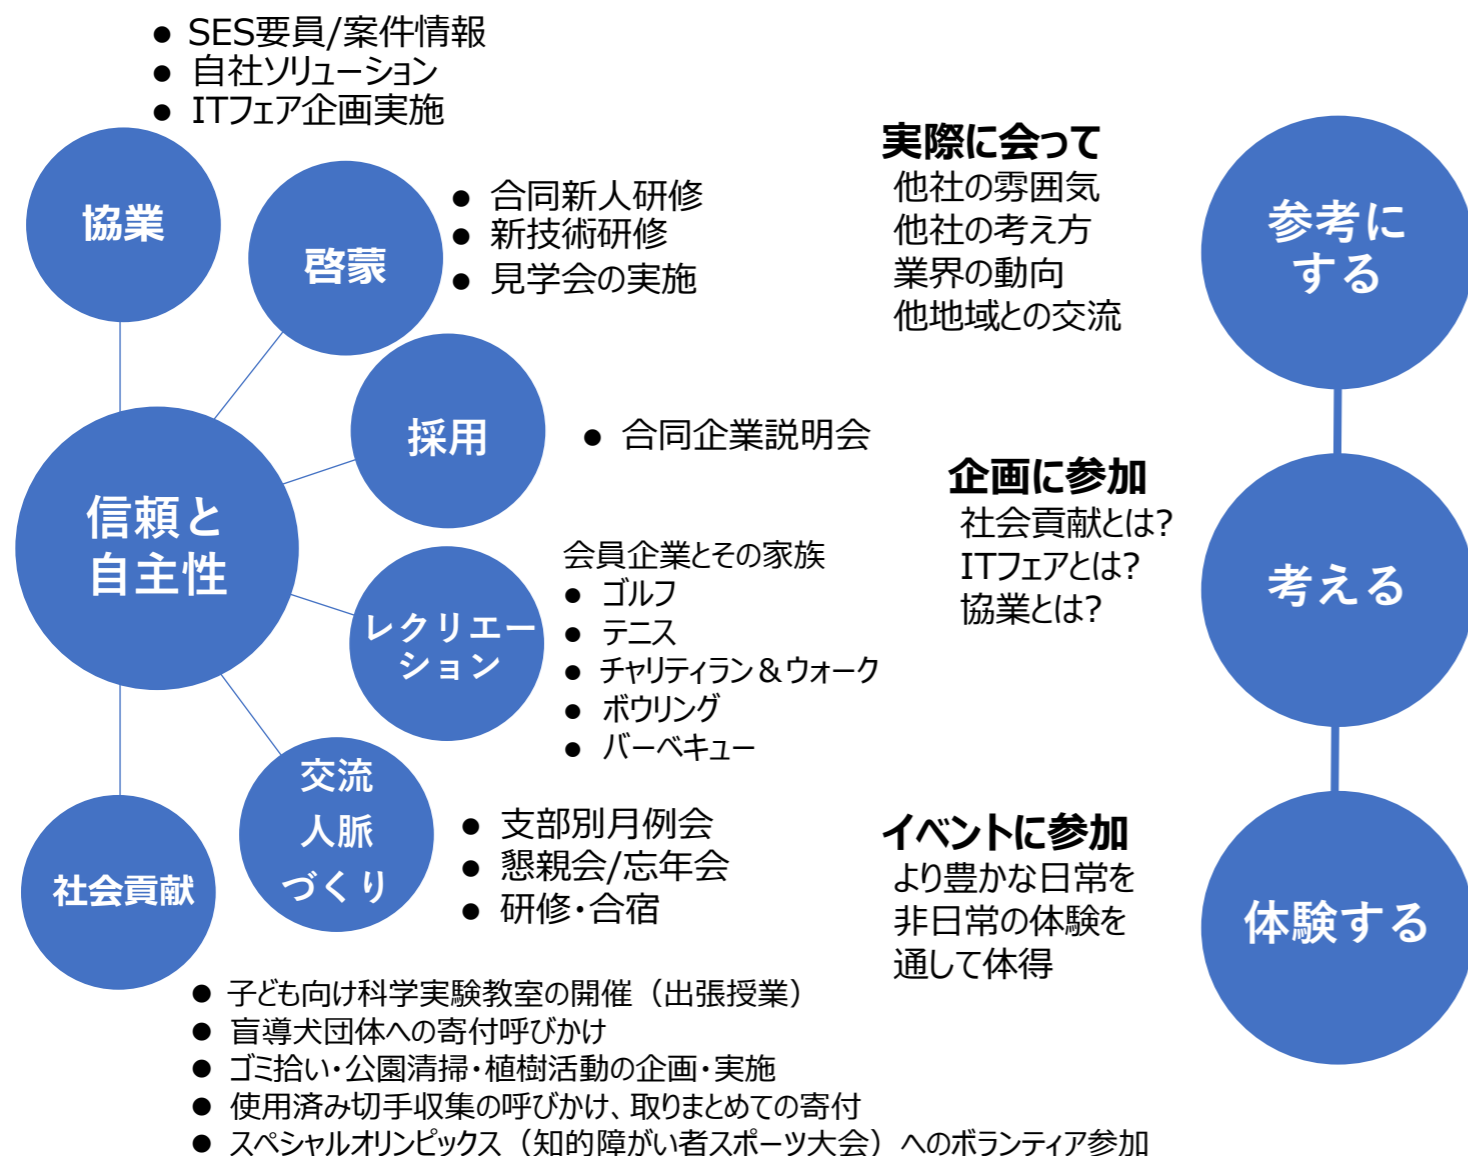 ● SES要員/案件情報
● 自社ソリューション
● ITフェア企画実施
協業
啓蒙
● 合同新人研修
● 新技術研修
● 見学会の実施
採用
● 合同企業説明会
信頼と
自主性
レクリエー
ション
会員企業とその家族
● ゴルフ
● テニス
● チャリティラン＆ウォーク
● ボウリング
● バーベキュー
交流
人脈
づくり
● 支部別月例会
● 懇親会/忘年会
● 研修・合宿
社会貢献
● 子ども向け科学実験教室の開催（出張授業）
● 盲導犬団体への寄付呼びかけ
● ゴミ拾い・公園清掃・植樹活動の企画・実施
● 使用済み切手収集の呼びかけ、取りまとめての寄付
● スペシャルオリンピックス（知的障がい者スポーツ大会）へのボランティア参加
実際に会って
他社の雰囲気
他社の考え方
業界の動向
他地域との交流
参考に
する
企画に参加
社会貢献とは?
ITフェアとは?
協業とは?
考える
イベントに参加
より豊かな日常を
非日常の体験を
通して体得
体験する